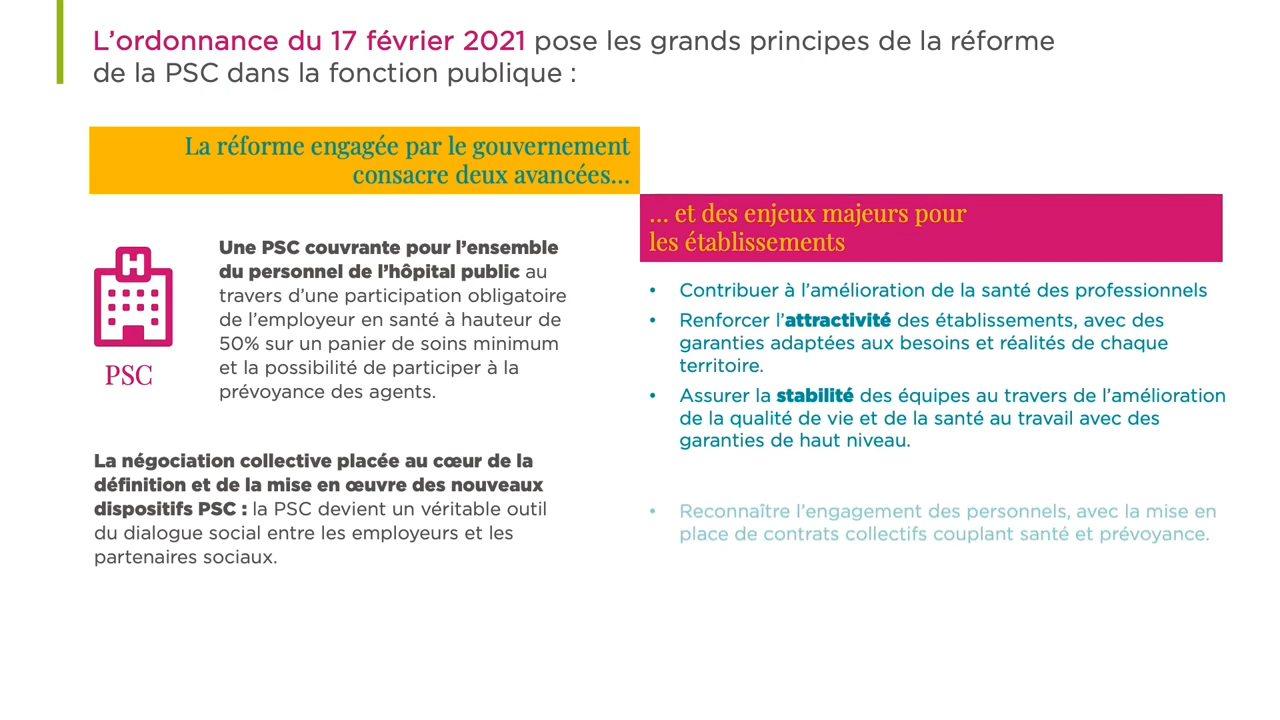 L’ordonnance du 17 février 2021 pose les grands principes de la réforme
de la PSC dans la fonction publique :
La réforme engagée par le gouvernement
consacre deux avancées...
H
PSC
Une PSC couvrante pour l’ensemble
du personnel de l’hôpital public au
travers d’une participation obligatoire
de l’employeur en santé à hauteur de
50% sur un panier de soins minimum
et la possibilité de participer à la
prévoyance des agents.
La négociation collective placée au cœur de la
définition et de la mise en œuvre des nouveaux
dispositifs PSC : la PSC devient un véritable outil
du dialogue social entre les employeurs et les
partenaires sociaux.
... et des enjeux majeurs pour
les établissements
• Contribuer à l’amélioration de la santé des professionnels
• Renforcer l’attractivité des établissements, avec des
garanties adaptées aux besoins et réalités de chaque
territoire.
• Assurer la stabilité des équipes au travers de l’amélioration
de la qualité de vie et de la santé au travail avec des
garanties de haut niveau.
• Reconnaître l’engagement des personnels, avec la mise en
place de contrats collectifs couplant santé et prévoyance.